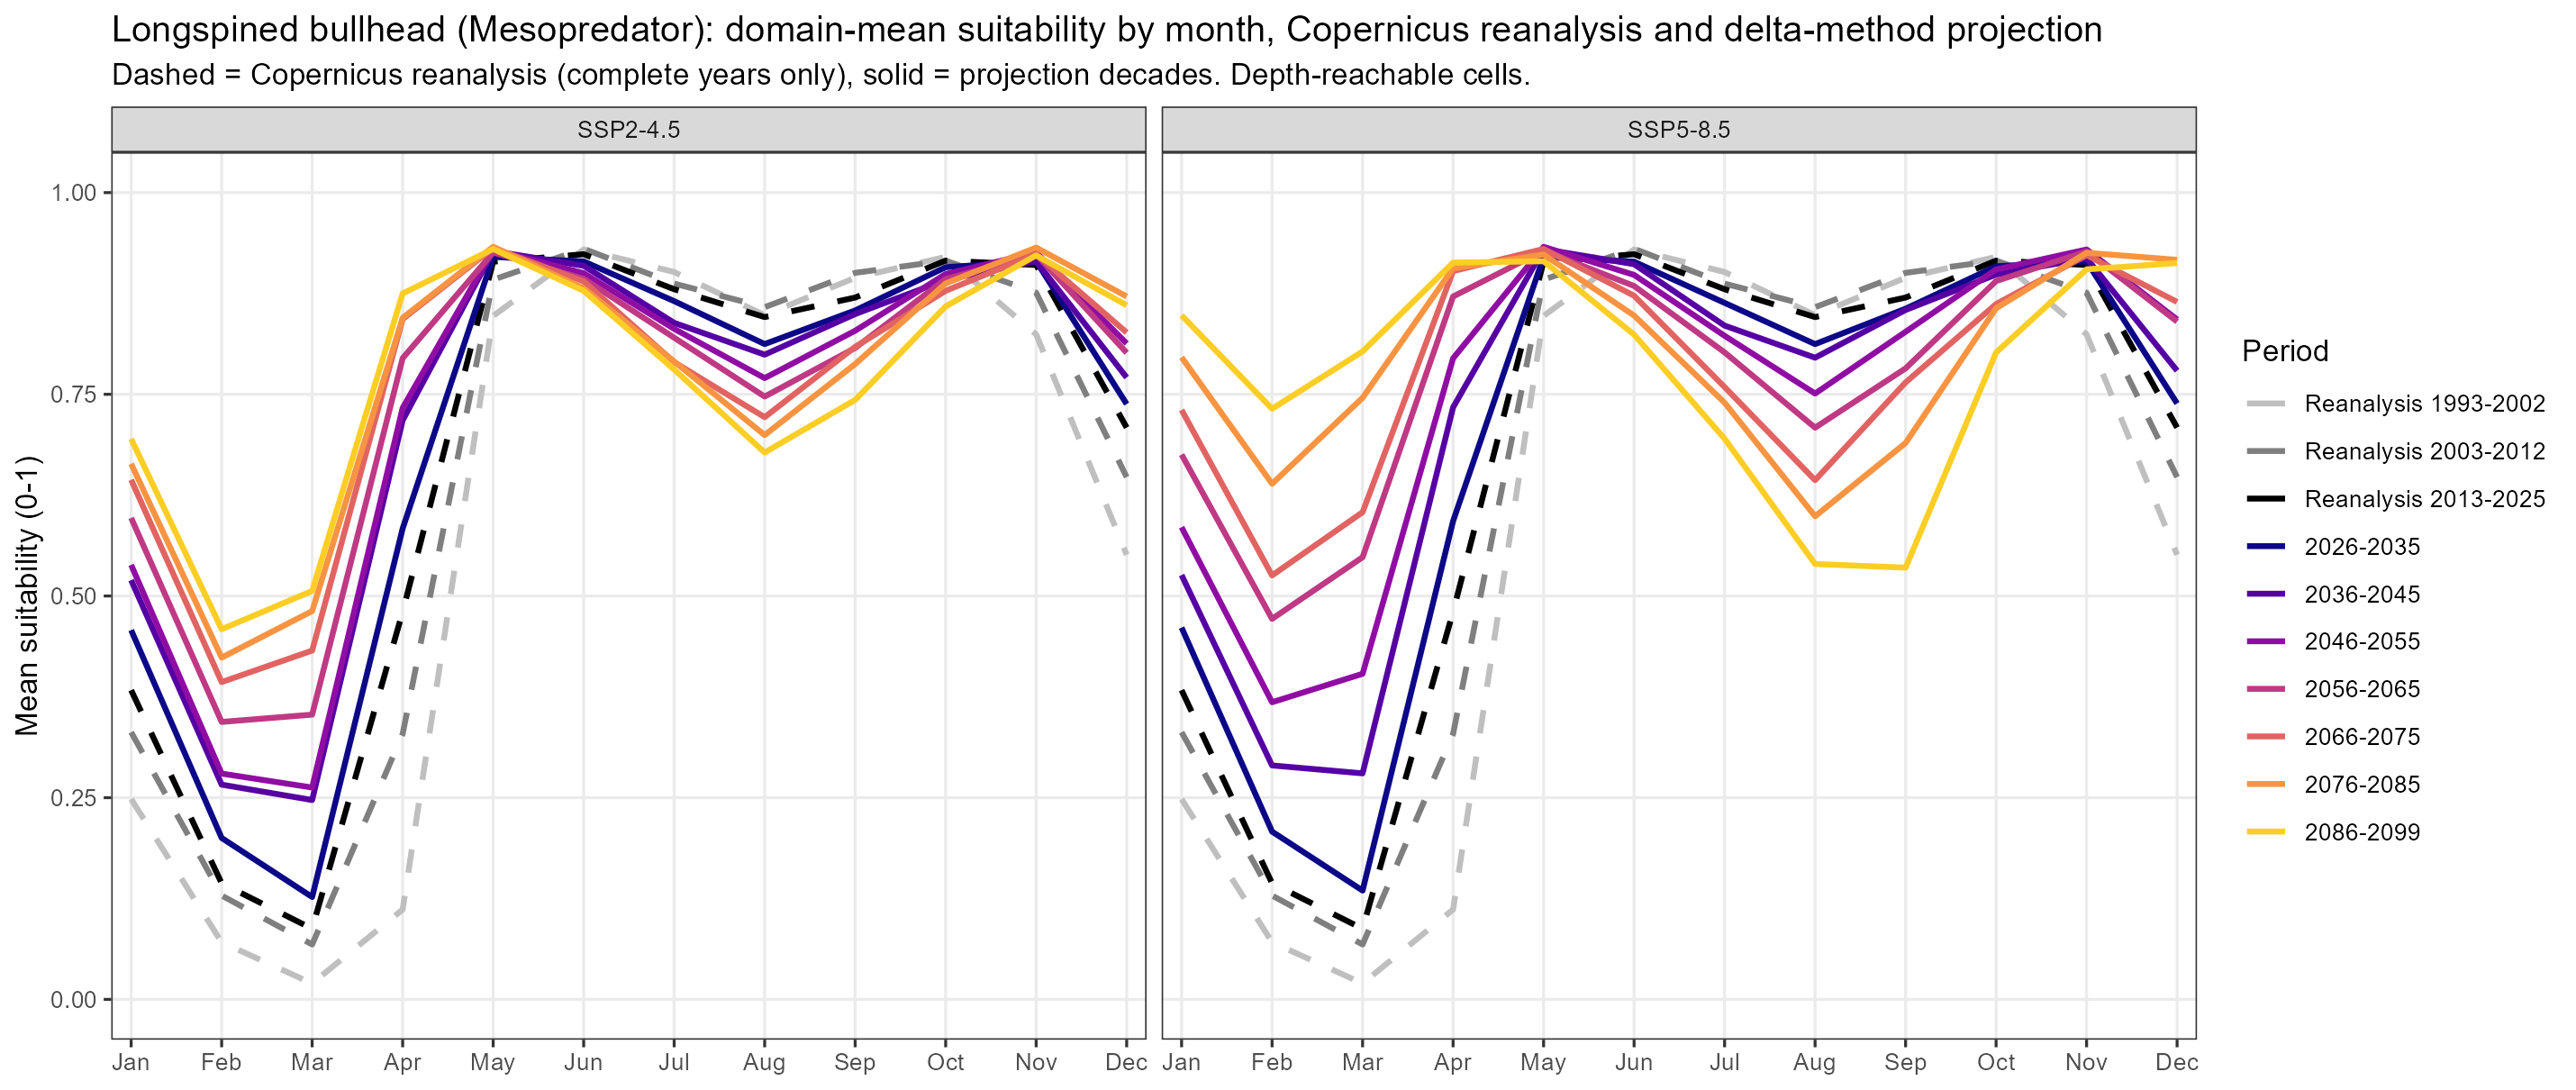 Longspined bullhead (Mesopredator): domain-mean suitability by month, Copernicus reanalysis and delta-method projection
Dashed = Copernicus reanalysis (complete years only), solid = projection decades. Depth-reachable cells.
SSP2-4.5
SSP5-8.5
Mean suitability (0-1)
1.00
0.75
0.50
0.25
0.00
Jan Feb Mar Apr May Jun Jul Aug Sep Oct Nov Dec
Jan Feb Mar Apr May Jun Jul Aug Sep Oct Nov Dec
Period
Reanalysis 1993-2002
Reanalysis 2003-2012
Reanalysis 2013-2025
2026-2035
2036-2045
2046-2055
2056-2065
2066-2075
2076-2085
2086-2099